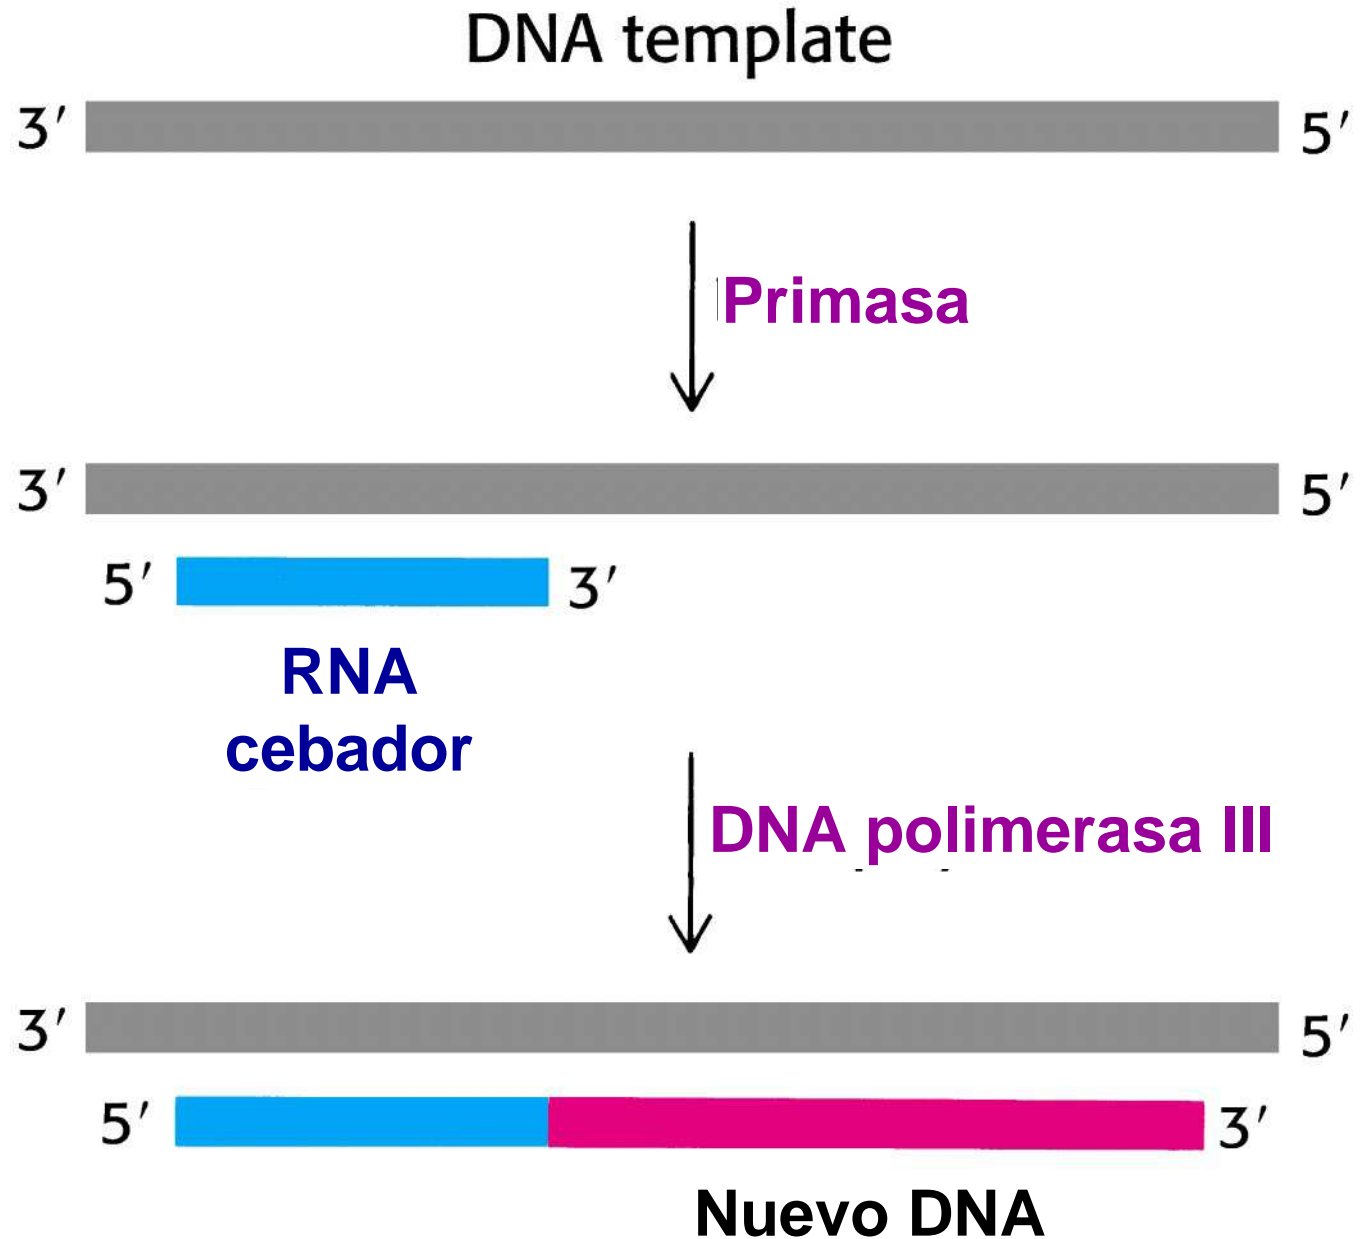 DNA template
3′ 5′
Primasa
3′ 5′
5′ 3′
RNA
cebador
DNA polimerasa III
3′ 5′
5′ 3′
Nuevo DNA